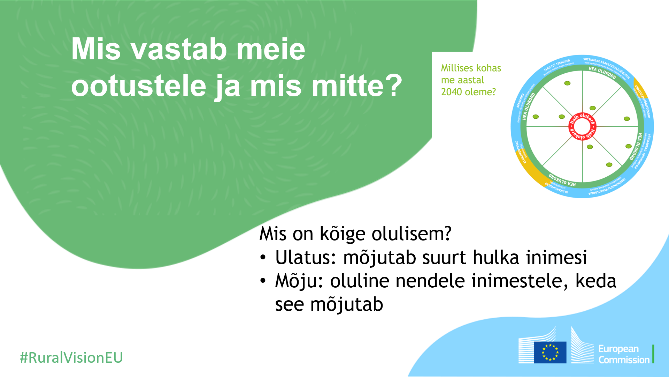 Mis vastab meie
ootustele ja mis mitte?
Millises kohas
me aastal
2040 oleme?
Mis on kõige olulisem?
• Ulatus: mõjutab suurt hulka inimesi
• Mõju: oluline nendele inimestele, keda
see mõjutab
#RuralVisionEU
European
Commission